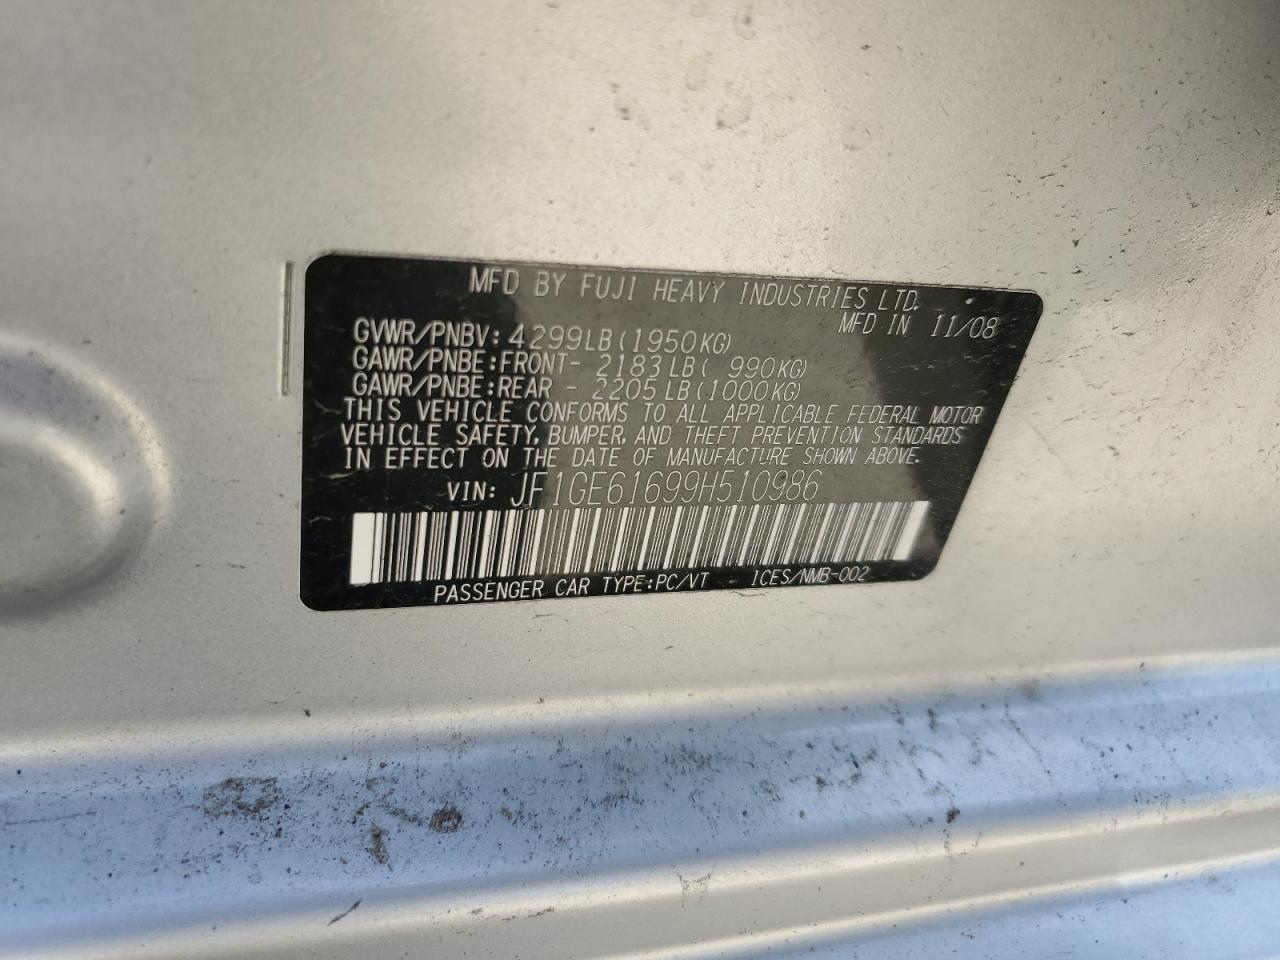 MFD BY FUJI HEAVY INDUSTRIES LTD.
MFD IN 11/08
GVWR/PNBV: 4299LB(1950KG)
GAWR/PNBE:FRONT- 2183LB( 990KG)
GAWR/PNBE:REAR - 2205LB(1000KG)
THIS VEHICLE CONFORMS TO ALL APPLICABLE FEDERAL MOTOR
VEHICLE SAFETY, BUMPER, AND THEFT PREVENTION STANDARDS
IN EFFECT ON THE DATE OF MANUFACTURE SHOWN ABOVE.
VIN: JF1GE61699H510986
PASSENGER CAR TYPE:PC/VT ICES/NMB-002